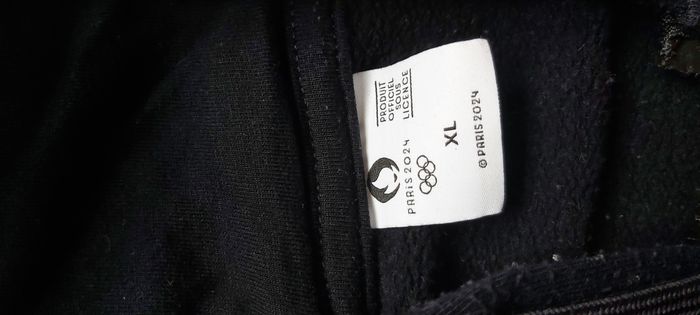 PARIS 2024
PRODUIT
OFFICIEL
SOUS
LICENCE
XL
© PARIS 2024